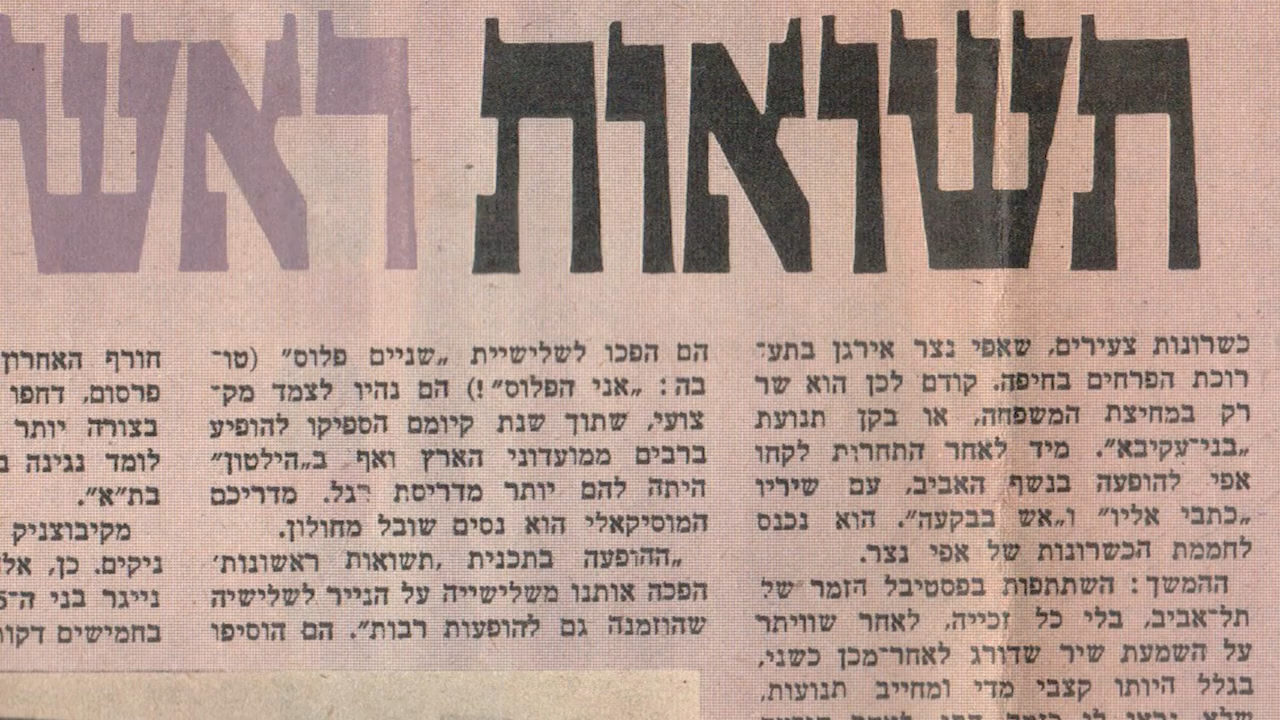 תשואות ראש
כשרונות צעירים, שאפי נצר אירגן בתע־
רוכת הפרחים בחיפה. קודם לכן הוא שר
רק במחיצת המשפחה, או בקן תנועת
„בני־עקיבא”. מיד לאחר התחרות לקחו
אפי להופעה בנשף האביב, עם שיריו
„כתבי אליו” ו„אש בבקעה”. הוא נכנס
לחממת הכשרונות של אפי נצר.
ההמשך: השתתפות בפסטיבל הזמר של
תל־אביב, בלי כל זכייה, לאחר שוויתר
על השמעת שיר שדורג לאחר־מכן כשני,
בגלל היותו קצבי מדי ומחייב תנועות,
הם הפכו לשלישיית „שניים פלוס” (טו־
בה: „אני הפלוס”!) הם נהיו לצמד מק־
צועי, שתוך שנת קיומם הספיקו להופיע
ברבים ממועדוני הארץ ואף ב„הילטון”
היתה להם יותר מדריסת רגל. מדריכם
המוסיקאלי הוא נסים שובל מחולון.
„ההופעה בתכנית ‚תשואות ראשונות’
הפכה אותנו משלישייה על הנייר לשלישיה
שהוזמנה גם להופעות רבות”. הם הוסיפו
חורף האחרון
פרסום, דחפו
בצורה יותר
לומד נגינה
בת״א”.
מקיבוצניק
ניקים. כן,
נייגר בני
בחמישים